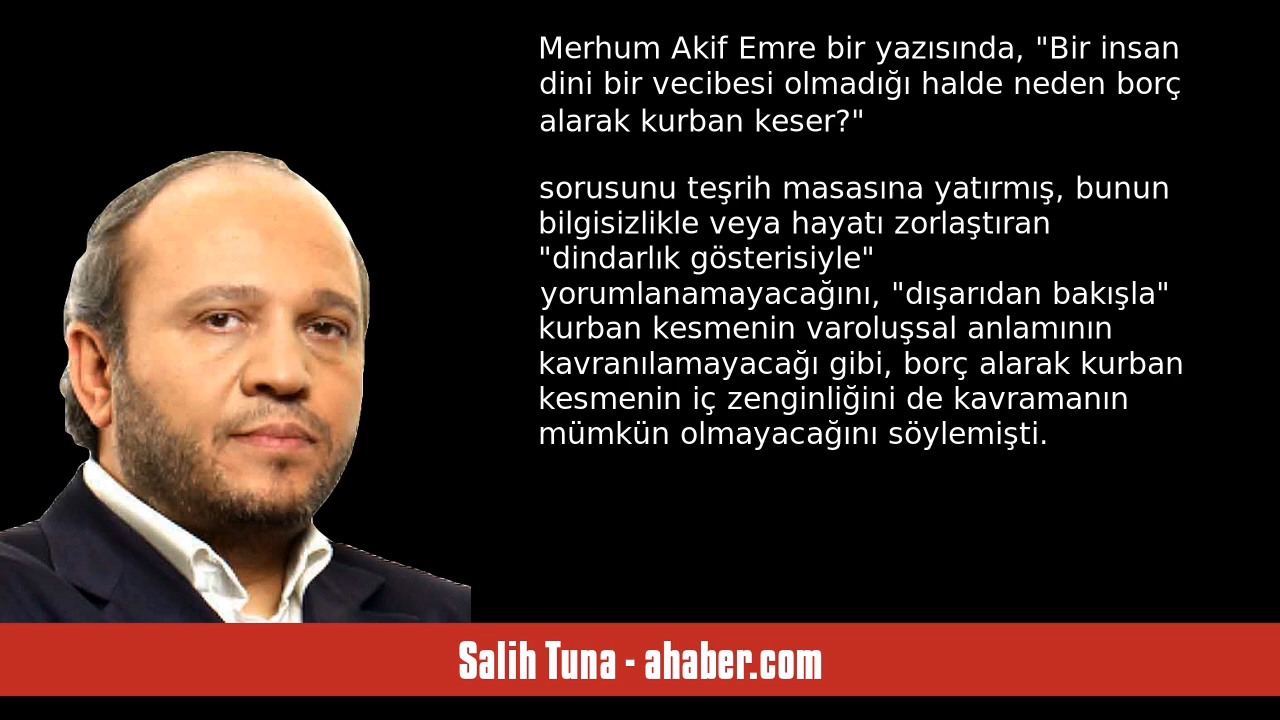 Merhum Akif Emre bir yazısında, "Bir insan
dini bir vecibesi olmadığı halde neden borç
alarak kurban keser?"
sorusunu teşrih masasına yatırmış, bunun
bilgisizlikle veya hayatı zorlaştıran
"dindarlık gösterisiyle"
yorumlanamayacağını, "dışarıdan bakışla"
kurban kesmenin varoluşsal anlamının
kavranılamayacağı gibi, borç alarak kurban
kesmenin iç zenginliğini de kavramanın
mümkün olmayacağını söylemişti.
Salih Tuna - ahaber.com